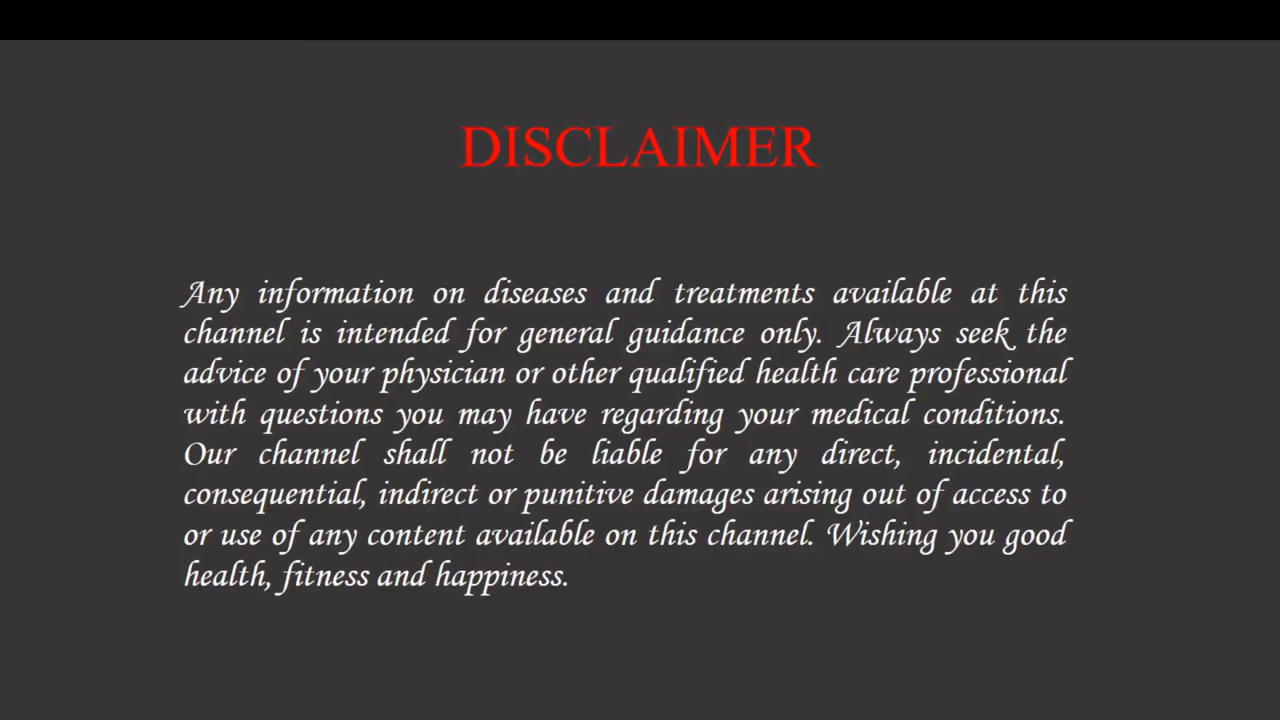 DISCLAIMER
Any information on diseases and treatments available at this
channel is intended for general guidance only. Always seek the
advice of your physician or other qualified health care professional
with questions you may have regarding your medical conditions.
Our channel shall not be liable for any direct, incidental,
consequential, indirect or punitive damages arising out of access to
or use of any content available on this channel. Wishing you good
health, fitness and happiness.